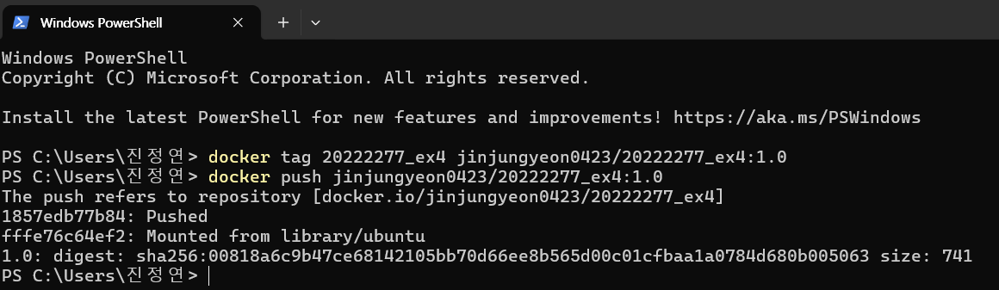 Windows PowerShell
Windows PowerShell
Copyright (C) Microsoft Corporation. All rights reserved.
Install the latest PowerShell for new features and improvements! https://aka.ms/PSWindows
PS C:\Users\진정연> docker tag 20222277_ex4 jinjungyeon0423/20222277_ex4:1.0
PS C:\Users\진정연> docker push jinjungyeon0423/20222277_ex4:1.0
The push refers to repository [docker.io/jinjungyeon0423/20222277_ex4]
1857edb77b84: Pushed
fffe76c64ef2: Mounted from library/ubuntu
1.0: digest: sha256:00818a6c9b47ce68142105bb70d66ee8b565d00c01cfbaa1a0784d680b005063 size: 741
PS C:\Users\진정연>